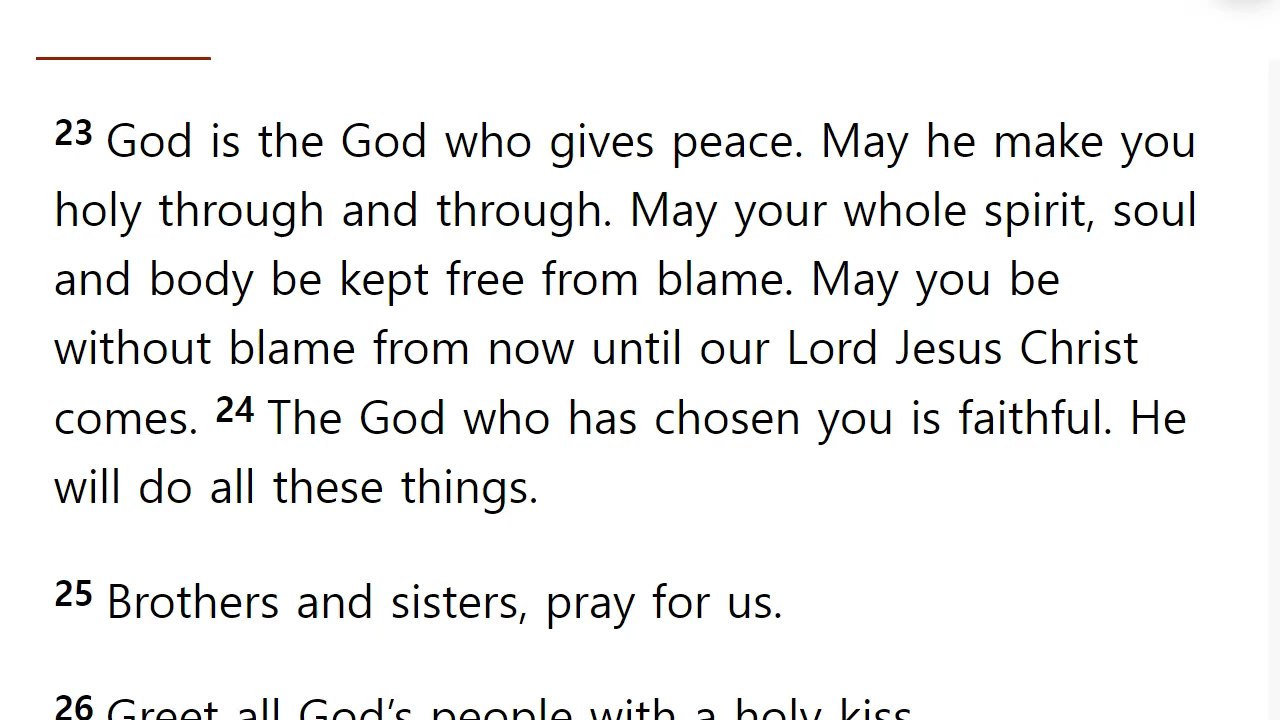 23 God is the God who gives peace. May he make you
holy through and through. May your whole spirit, soul
and body be kept free from blame. May you be
without blame from now until our Lord Jesus Christ
comes. 24 The God who has chosen you is faithful. He
will do all these things.
25 Brothers and sisters, pray for us.
26 Greet all God’s people with a holy kiss.